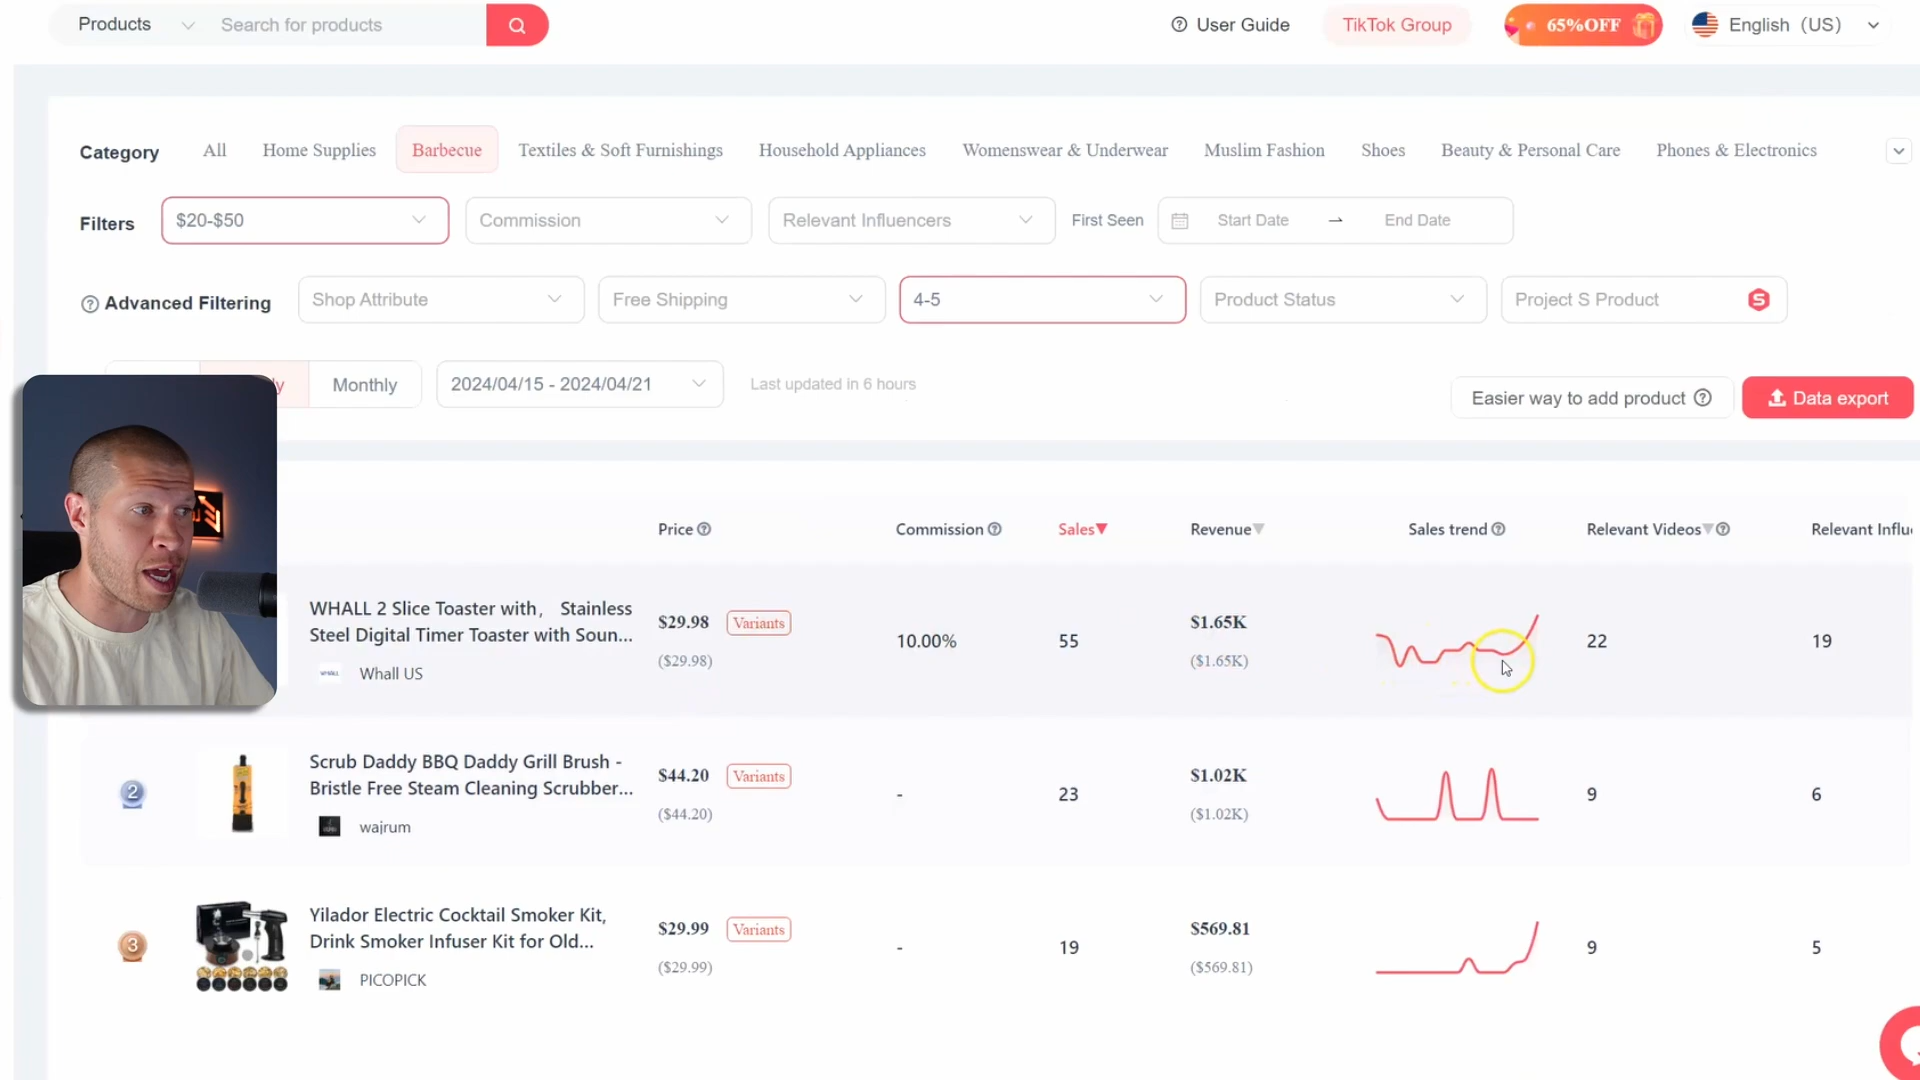 Products
Search for products
User Guide
TikTok Group
65%OFF
English (US)
Category
All
Home Supplies
Barbecue
Textiles & Soft Furnishings
Household Appliances
Womenswear & Underwear
Muslim Fashion
Shoes
Beauty & Personal Care
Phones & Electronics
Filters
$20-$50
Commission
Relevant Influencers
First Seen
Start Date
End Date
Advanced Filtering
Shop Attribute
Free Shipping
4-5
Product Status
Project S Product
S
Monthly
2024/04/15 - 2024/04/21
Last updated in 6 hours
Easier way to add product
Data export
Price
Commission
Sales
Revenue
Sales trend
Relevant Videos
Relevant Influ
WHALL 2 Slice Toaster with， Stainless
Steel Digital Timer Toaster with Soun...
Whall US
$29.98
Variants
($29.98)
10.00%
55
$1.65K
($1.65K)
22
19
2
Scrub Daddy BBQ Daddy Grill Brush -
Bristle Free Steam Cleaning Scrubber...
wajrum
$44.20
Variants
($44.20)
-
23
$1.02K
($1.02K)
9
6
3
Yilador Electric Cocktail Smoker Kit,
Drink Smoker Infuser Kit for Old...
PICOPICK
$29.99
Variants
($29.99)
-
19
$569.81
($569.81)
9
5